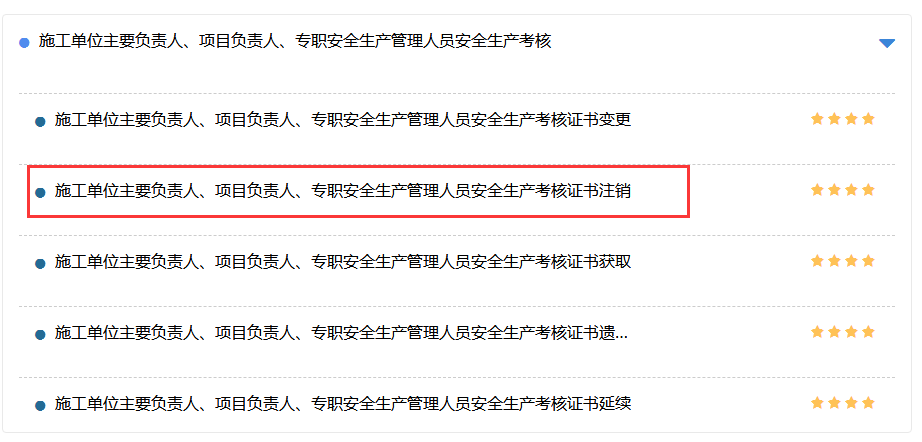 施工单位主要负责人、项目负责人、专职安全生产管理人员安全生产考核
施工单位主要负责人、项目负责人、专职安全生产管理人员安全生产考核证书变更
施工单位主要负责人、项目负责人、专职安全生产管理人员安全生产考核证书注销
施工单位主要负责人、项目负责人、专职安全生产管理人员安全生产考核证书获取
施工单位主要负责人、项目负责人、专职安全生产管理人员安全生产考核证书遗...
施工单位主要负责人、项目负责人、专职安全生产管理人员安全生产考核证书延续